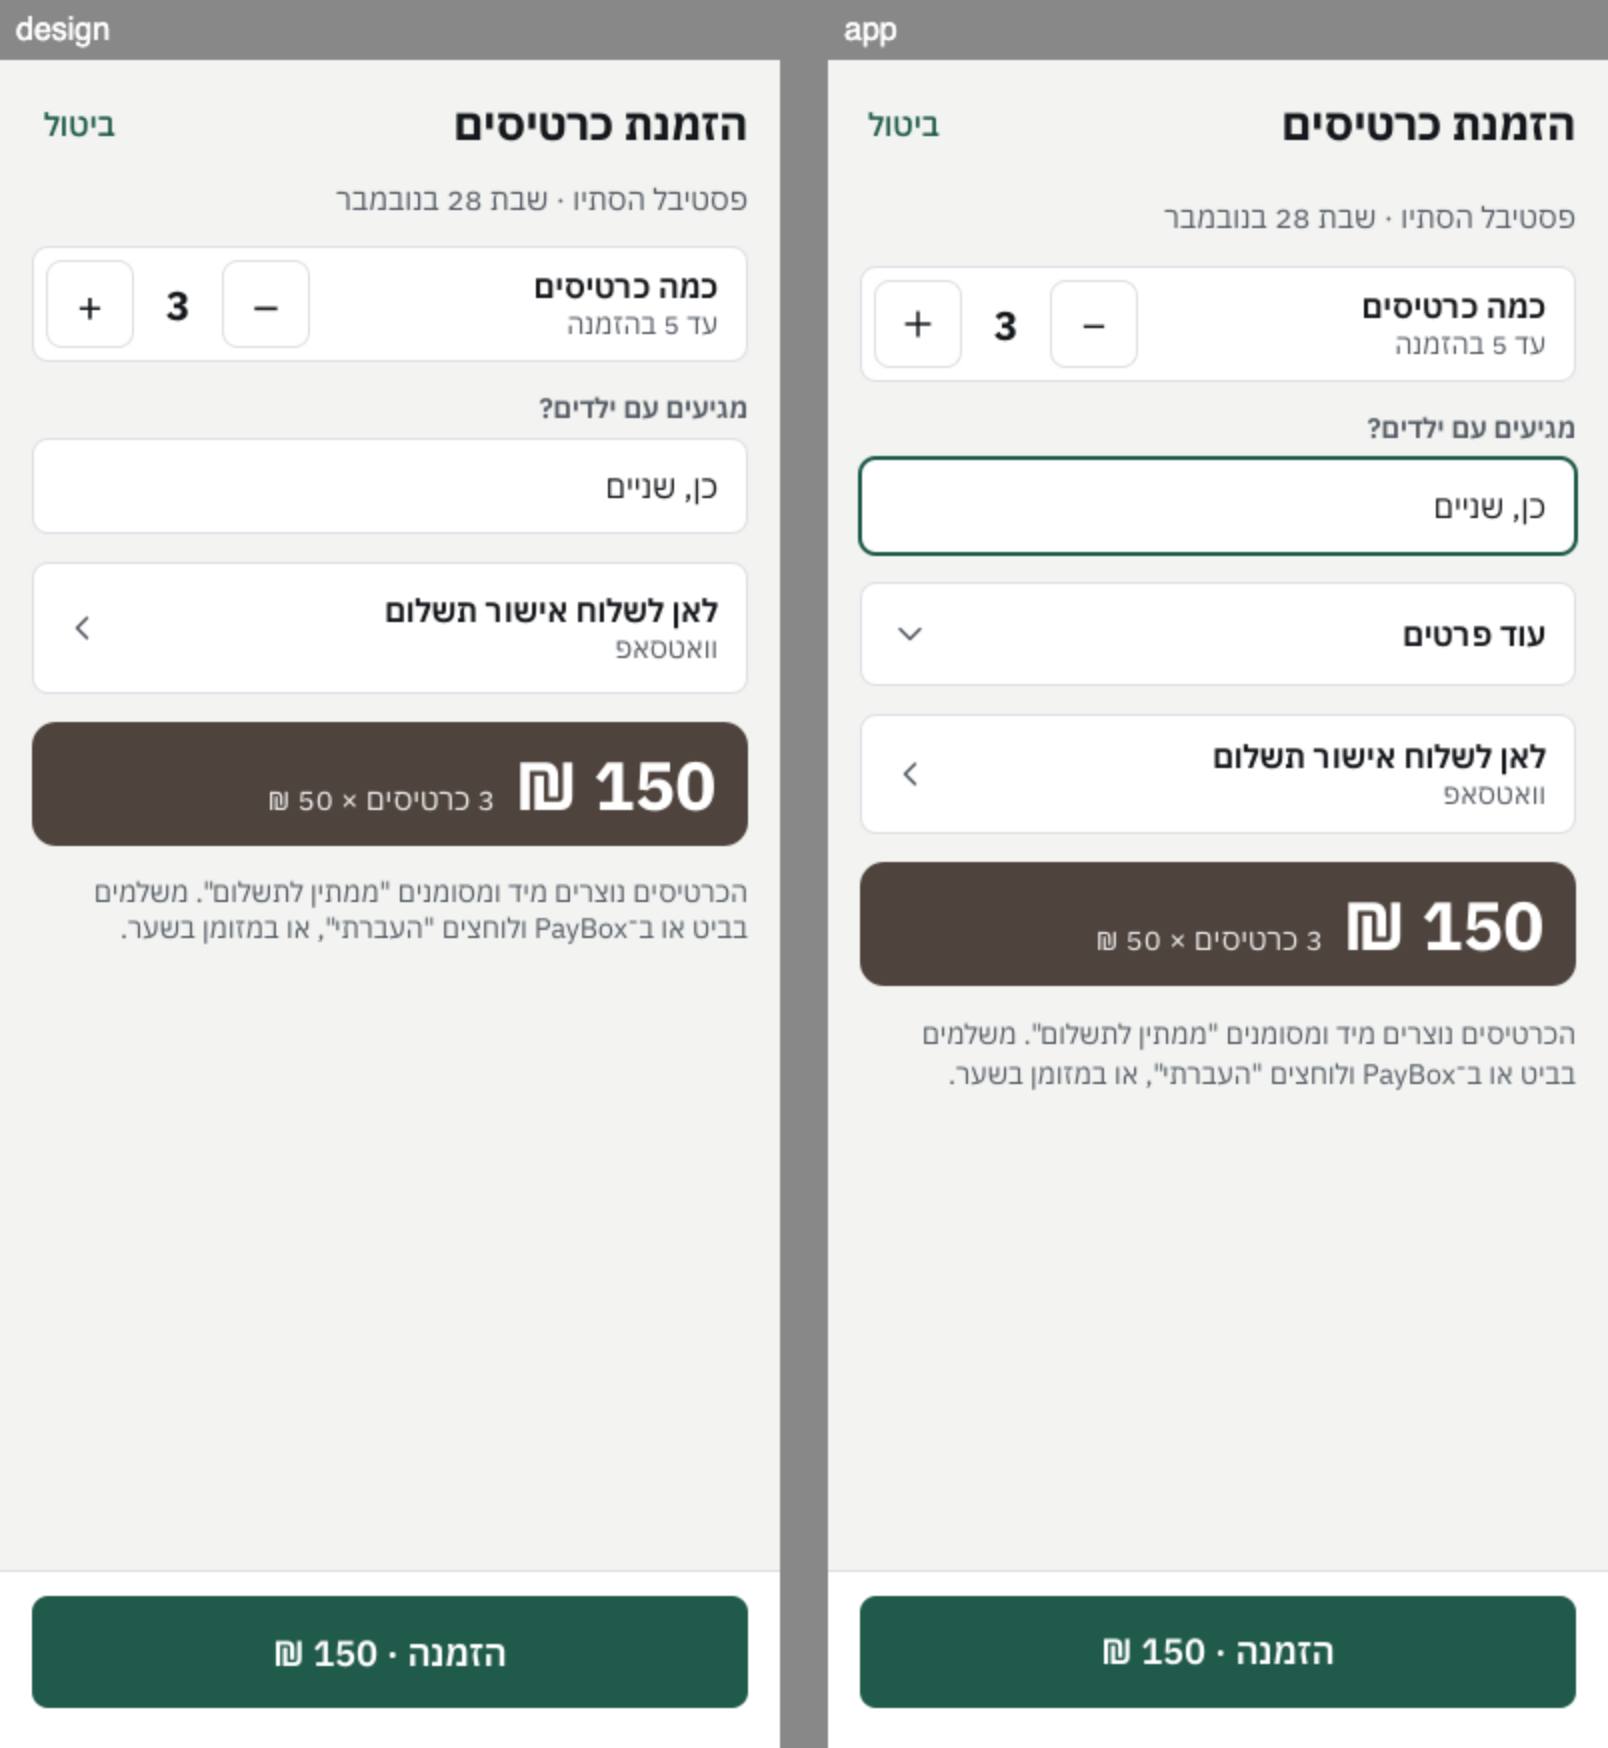 design
הזמנת כרטיסים
ביטול
פסטיבל הסתיו · שבת 28 בנובמבר
כמה כרטיסים
עד 5 בהזמנה
− 3 +
מגיעים עם ילדים?
כן, שניים
לאן לשלוח אישור תשלום
וואטסאפ
150 ₪ 3 כרטיסים × 50 ₪
הכרטיסים נוצרים מיד ומסומנים "ממתין לתשלום". משלמים
בביט או ב־PayBox ולוחצים "העברתי", או במזומן בשער.
הזמנה · 150 ₪
app
הזמנת כרטיסים
ביטול
פסטיבל הסתיו · שבת 28 בנובמבר
כמה כרטיסים
עד 5 בהזמנה
− 3 +
מגיעים עם ילדים?
כן, שניים
עוד פרטים
לאן לשלוח אישור תשלום
וואטסאפ
150 ₪ 3 כרטיסים × 50 ₪
הכרטיסים נוצרים מיד ומסומנים "ממתין לתשלום". משלמים
בביט או ב־PayBox ולוחצים "העברתי", או במזומן בשער.
הזמנה · 150 ₪